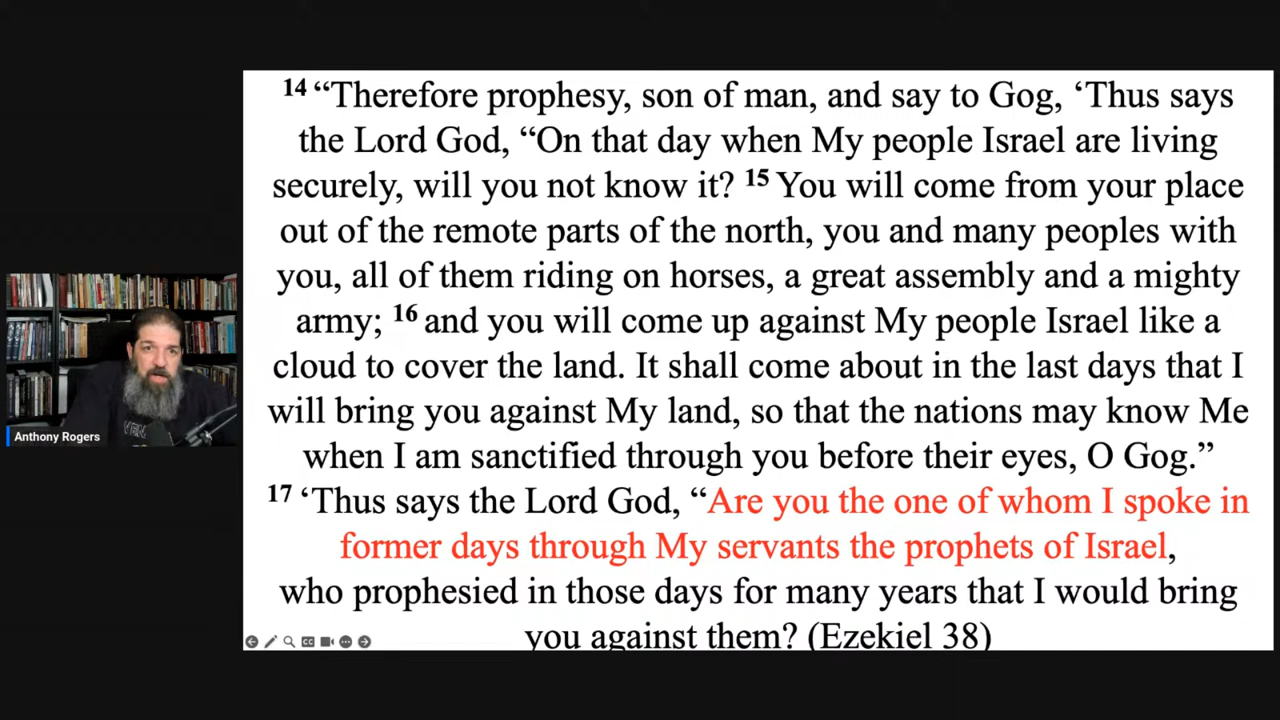 14 “Therefore prophesy, son of man, and say to Gog, ‘Thus says
the Lord God, “On that day when My people Israel are living
securely, will you not know it? 15 You will come from your place
out of the remote parts of the north, you and many peoples with
you, all of them riding on horses, a great assembly and a mighty
army; 16 and you will come up against My people Israel like a
cloud to cover the land. It shall come about in the last days that I
will bring you against My land, so that the nations may know Me
when I am sanctified through you before their eyes, O Gog.”
17 ‘Thus says the Lord God, “Are you the one of whom I spoke in
former days through My servants the prophets of Israel,
who prophesied in those days for many years that I would bring
you against them? (Ezekiel 38)
Anthony Rogers